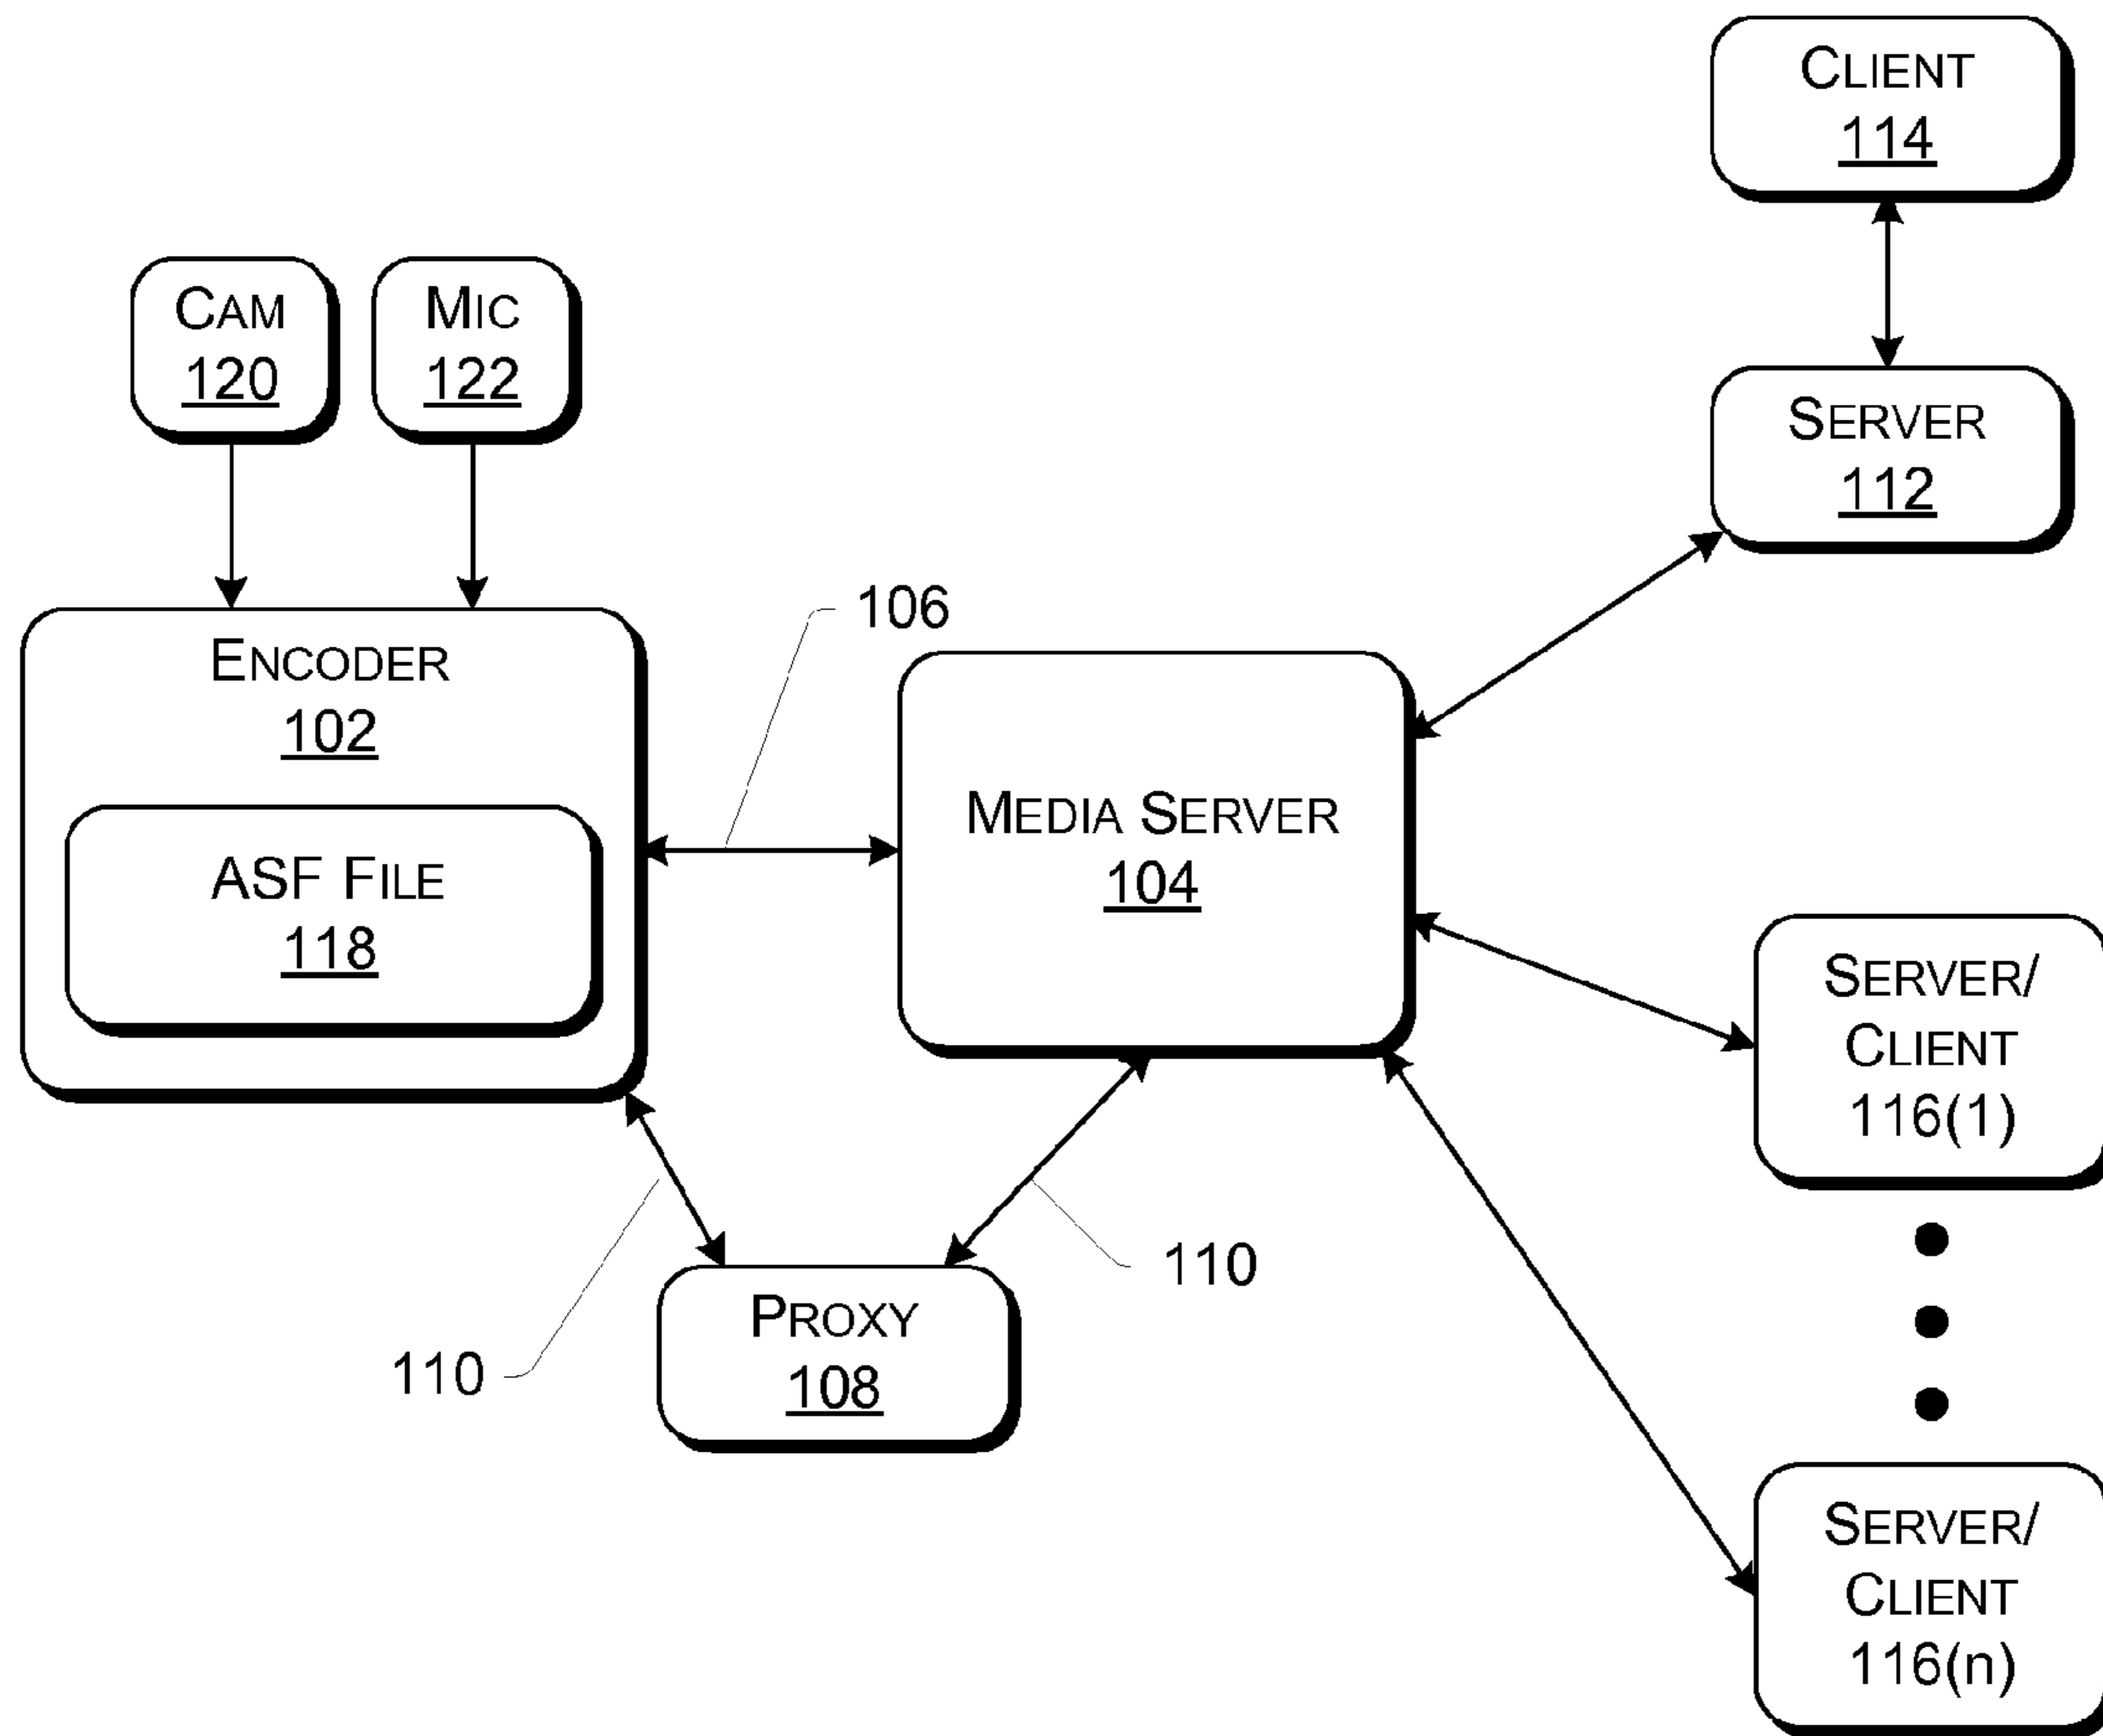 CLIENT
114
CAM
120
MIC
122
SERVER
112
ENCODER
102
106
MEDIA SERVER
104
ASF FILE
118
SERVER/
CLIENT
116(1)
110
110
PROXY
108
SERVER/
CLIENT
116(n)